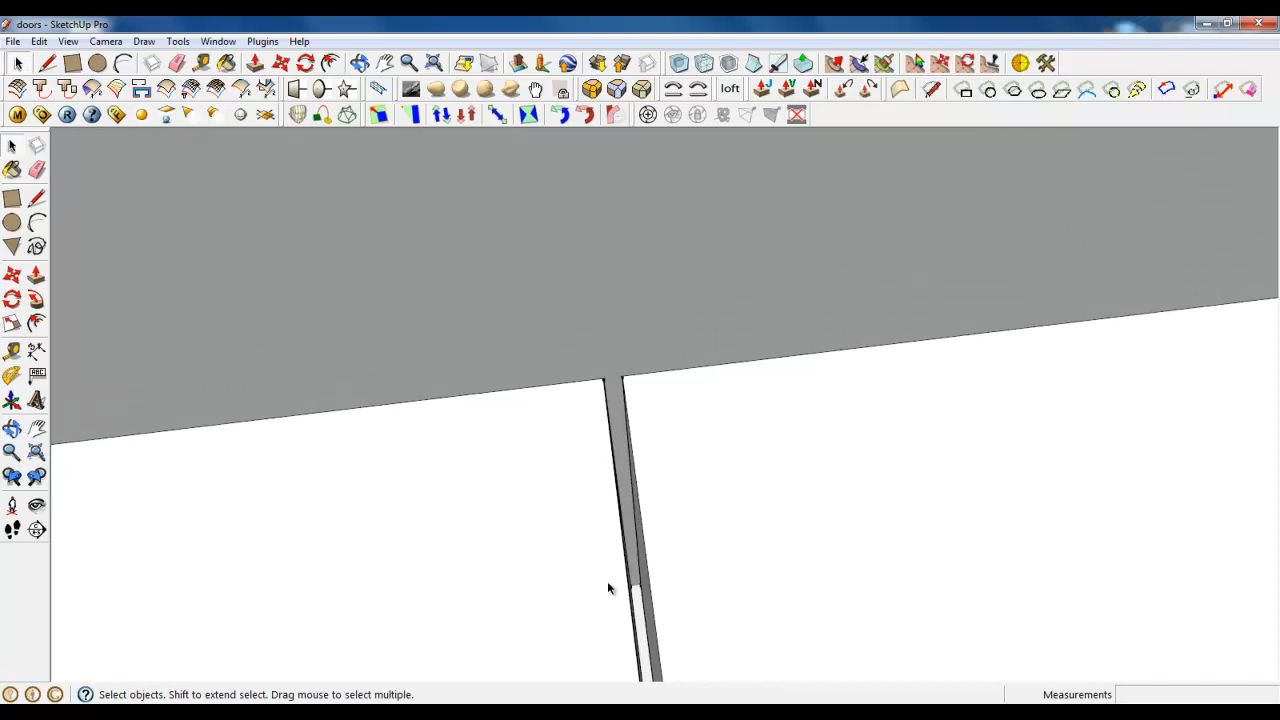 doors - SketchUp Pro
File Edit View Camera Draw Tools Window Plugins Help
loft J V N
M R ?
ABC
A
? Select objects. Shift to extend select. Drag mouse to select multiple. Measurements